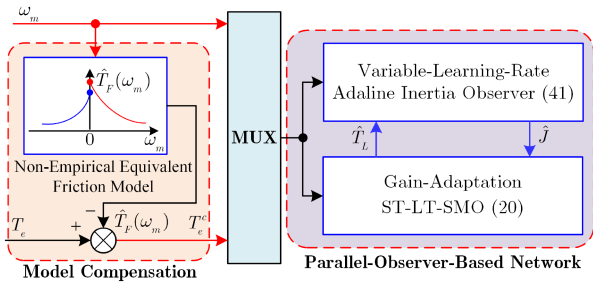 ω_m
T̂_F(ω_m)
0
ω_m
Non-Empirical Equivalent
Friction Model
T_e
+
−
T̂_F(ω_m)
T_e^c
Model Compensation
MUX
Variable-Learning-Rate
Adaline Inertia Observer (41)
T̂_L
Ĵ
Gain-Adaptation
ST-LT-SMO (20)
Parallel-Observer-Based Network